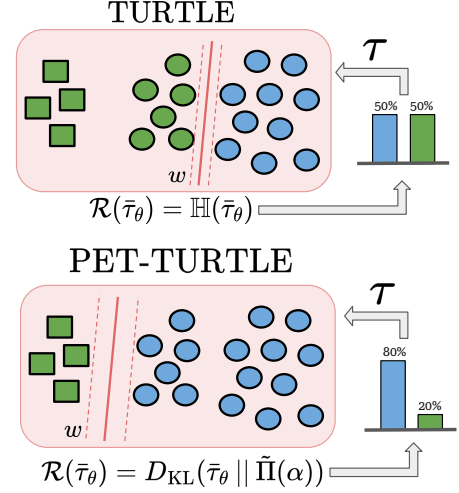 TURTLE
τ
50% 50%
w
ℛ(τ̄_θ) = ℍ(τ̄_θ)
PET-TURTLE
τ
80%
20%
w
ℛ(τ̄_θ) = D_KL(τ̄_θ || Π̃(α))